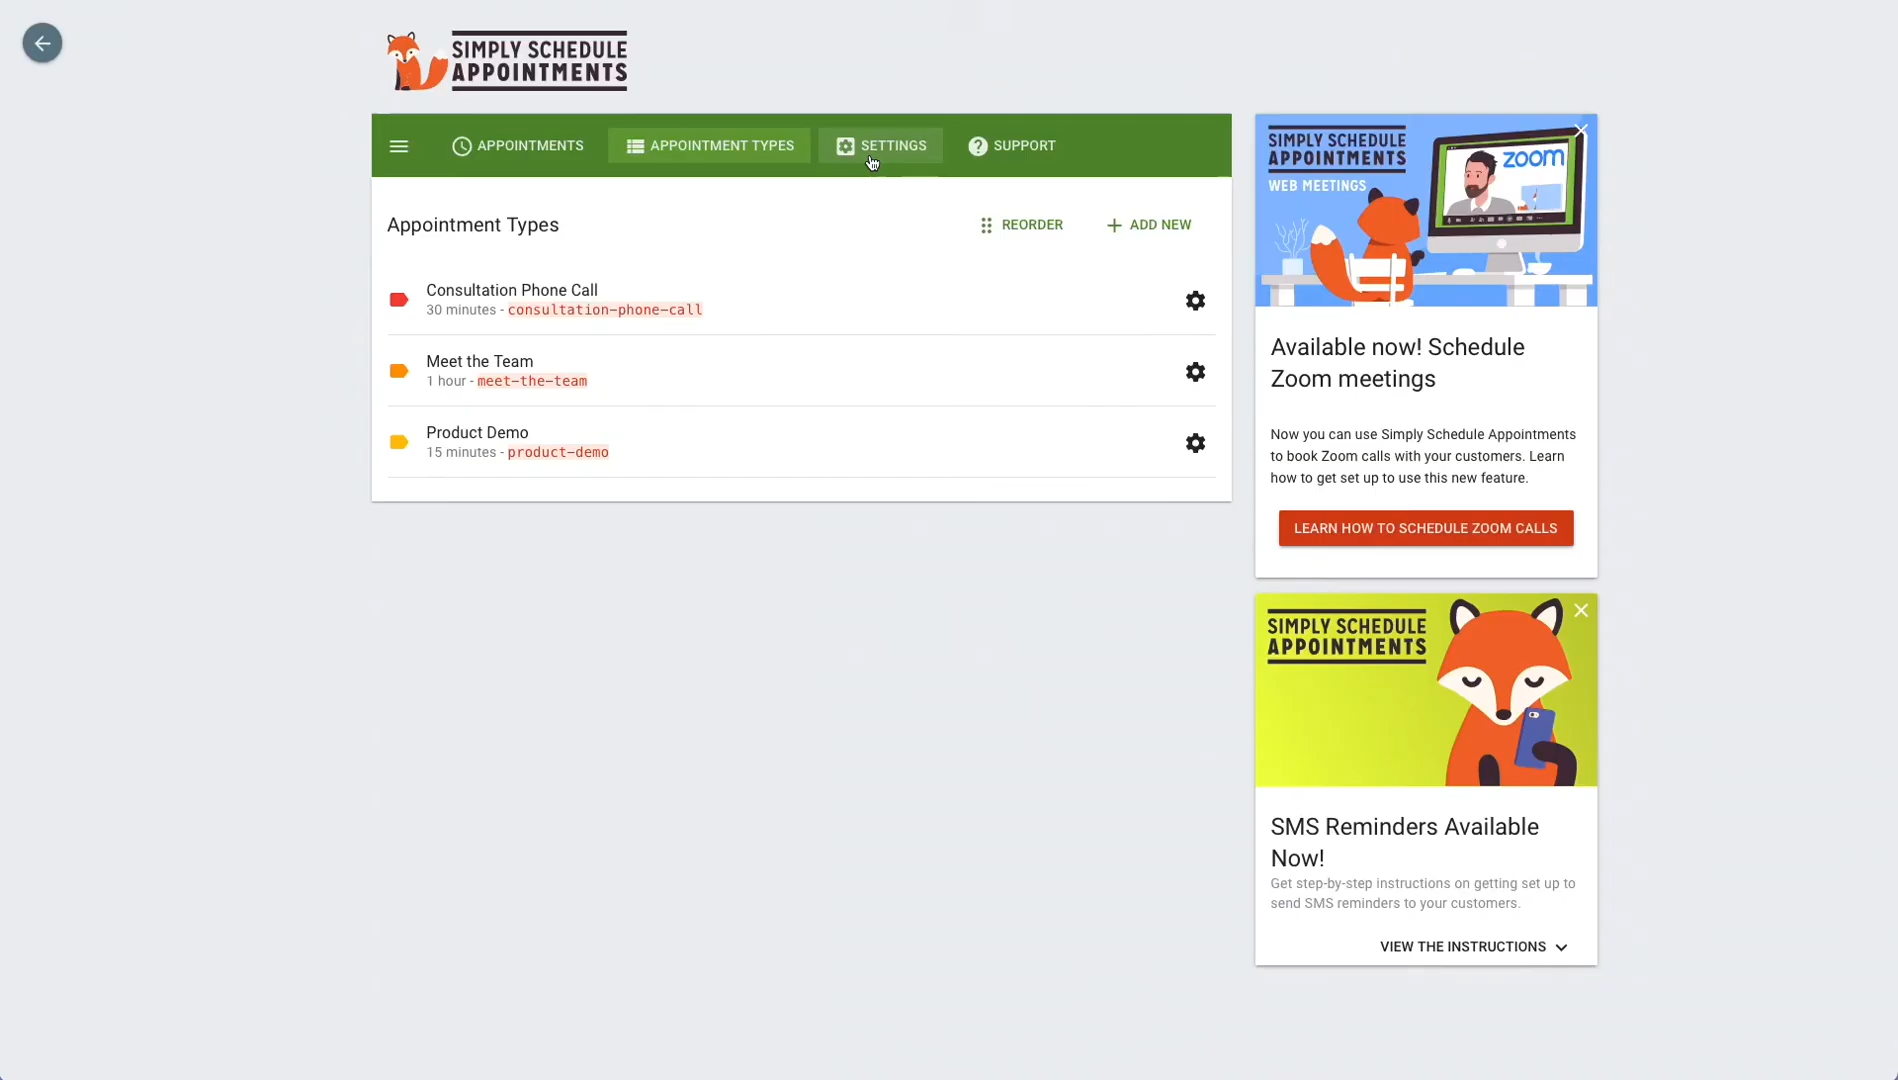 SIMPLY SCHEDULE
APPOINTMENTS
APPOINTMENTS
APPOINTMENT TYPES
SETTINGS
SUPPORT
Appointment Types
REORDER
ADD NEW
Consultation Phone Call
30 minutes - consultation-phone-call
Meet the Team
1 hour - meet-the-team
Product Demo
15 minutes - product-demo
SIMPLY SCHEDULE
APPOINTMENTS
WEB MEETINGS
zoom
Available now! Schedule
Zoom meetings
Now you can use Simply Schedule Appointments
to book Zoom calls with your customers. Learn
how to get set up to use this new feature.
LEARN HOW TO SCHEDULE ZOOM CALLS
SIMPLY SCHEDULE
APPOINTMENTS
SMS Reminders Available
Now!
Get step-by-step instructions on getting set up to
send SMS reminders to your customers.
VIEW THE INSTRUCTIONS